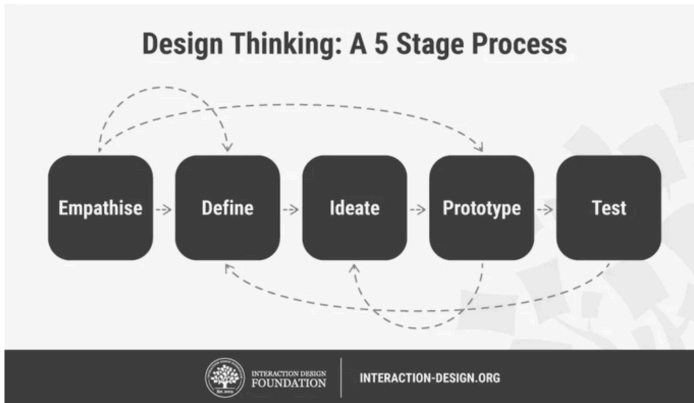 Design Thinking: A 5 Stage Process
Empathise
Define
Ideate
Prototype
Test
INTERACTION DESIGN
FOUNDATION
INTERACTION-DESIGN.ORG